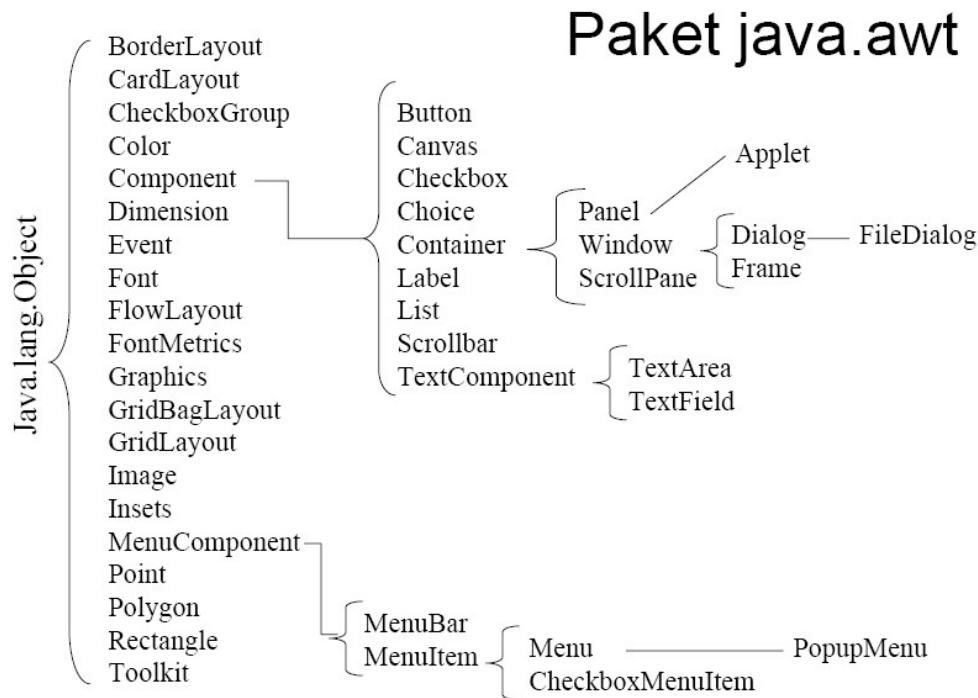 Paket java.awt
Java.lang.Object
BorderLayout
CardLayout
CheckboxGroup
Color
Component
Dimension
Event
Font
FlowLayout
FontMetrics
Graphics
GridBagLayout
GridLayout
Image
Insets
MenuComponent
Point
Polygon
Rectangle
Toolkit
Button
Canvas
Checkbox
Choice
Container
Label
List
Scrollbar
TextComponent
Panel
Window
ScrollPane
Applet
Dialog
Frame
FileDialog
TextArea
TextField
MenuBar
MenuItem
Menu
CheckboxMenuItem
PopupMenu